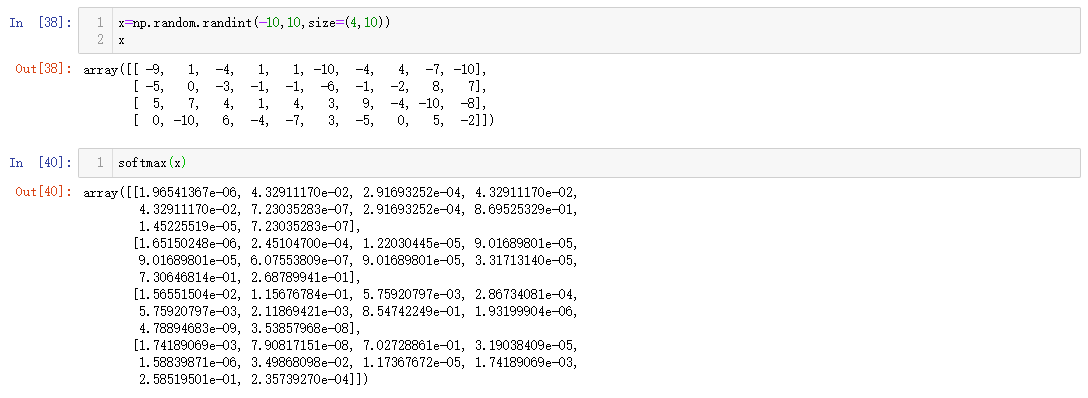 In [38]: 1 x=np.random.randint(-10,10,size=(4,10))
2 x
Out[38]: array([[ -9, 1, -4, 1, 1, -10, -4, 4, -7, -10],
[ -5, 0, -3, -1, -1, -6, -1, -2, 8, 7],
[ 5, 7, 4, 1, 4, 3, 9, -4, -10, -8],
[ 0, -10, 6, -4, -7, 3, -5, 0, 5, -2]])
In [40]: 1 softmax(x)
Out[40]: array([[1.96541367e-06, 4.32911170e-02, 2.91693252e-04, 4.32911170e-02,
4.32911170e-02, 7.23035283e-07, 2.91693252e-04, 8.69525329e-01,
1.45225519e-05, 7.23035283e-07],
[1.65150248e-06, 2.45104700e-04, 1.22030445e-05, 9.01689801e-05,
9.01689801e-05, 6.07553809e-07, 9.01689801e-05, 3.31713140e-05,
7.30646814e-01, 2.68789941e-01],
[1.56551504e-02, 1.15676784e-01, 5.75920797e-03, 2.86734081e-04,
5.75920797e-03, 2.11869421e-03, 8.54742249e-01, 1.93199904e-06,
4.78894683e-09, 3.53857968e-08],
[1.74189069e-03, 7.90817151e-08, 7.02728861e-01, 3.19038409e-05,
1.58839871e-06, 3.49868098e-02, 1.17367672e-05, 1.74189069e-03,
2.58519501e-01, 2.35739270e-04]])